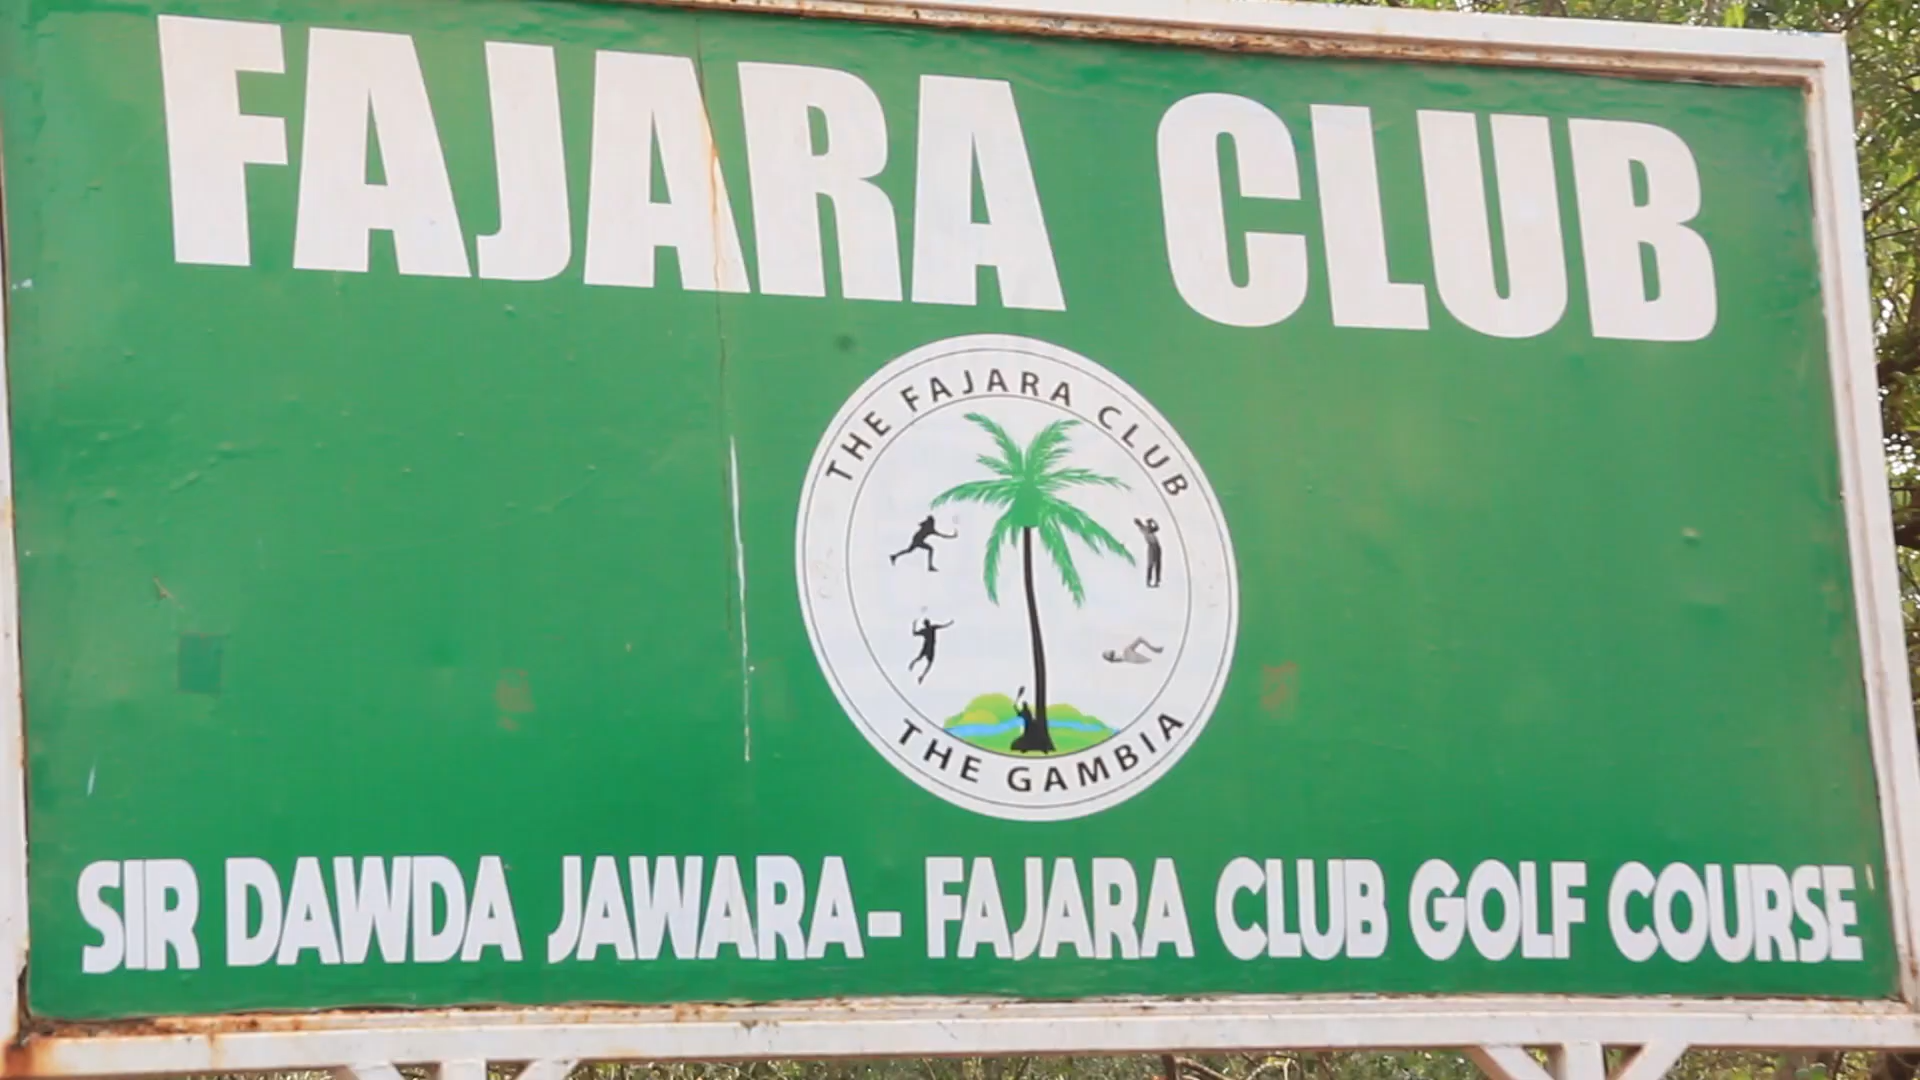 FAJARA CLUB
THE FAJARA CLUB
THE GAMBIA
SIR DAWDA JAWARA- FAJARA CLUB GOLF COURSE